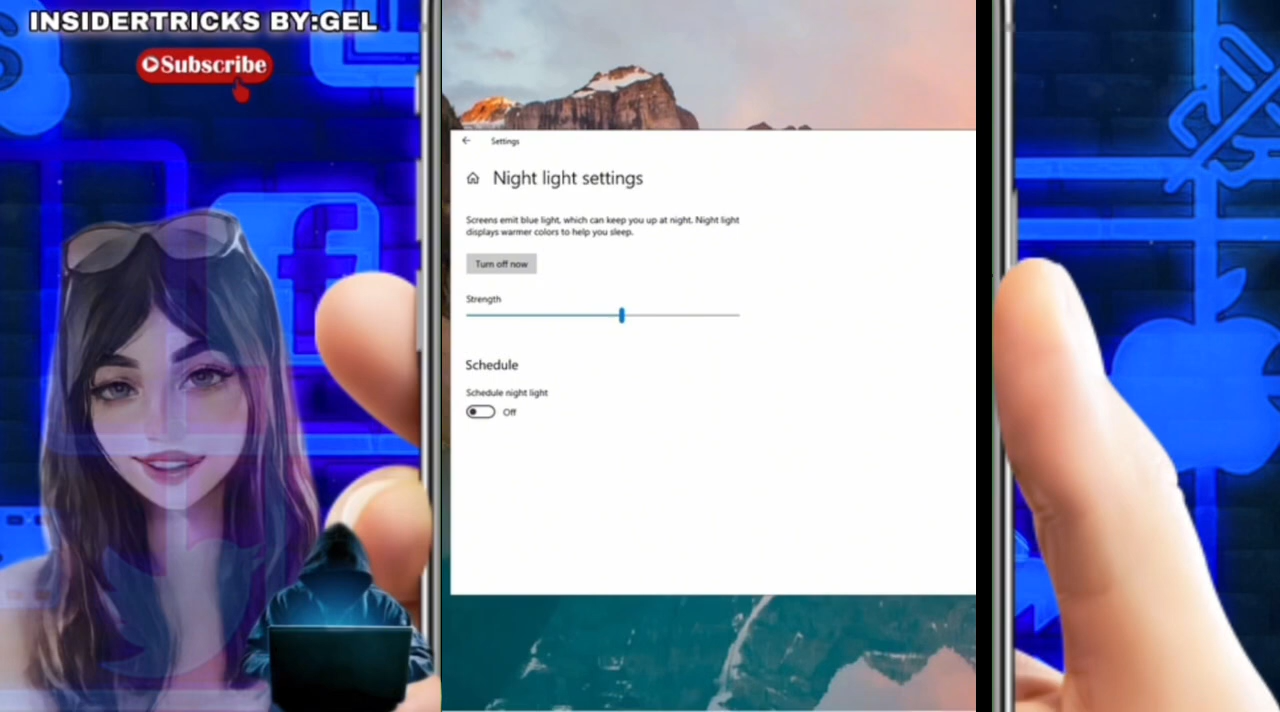 INSIDERTRICKS BY:GEL
Subscribe
Settings
Night light settings
Screens emit blue light, which can keep you up at night. Night light
displays warmer colors to help you sleep.
Turn off now
Strength
Schedule
Schedule night light
Off